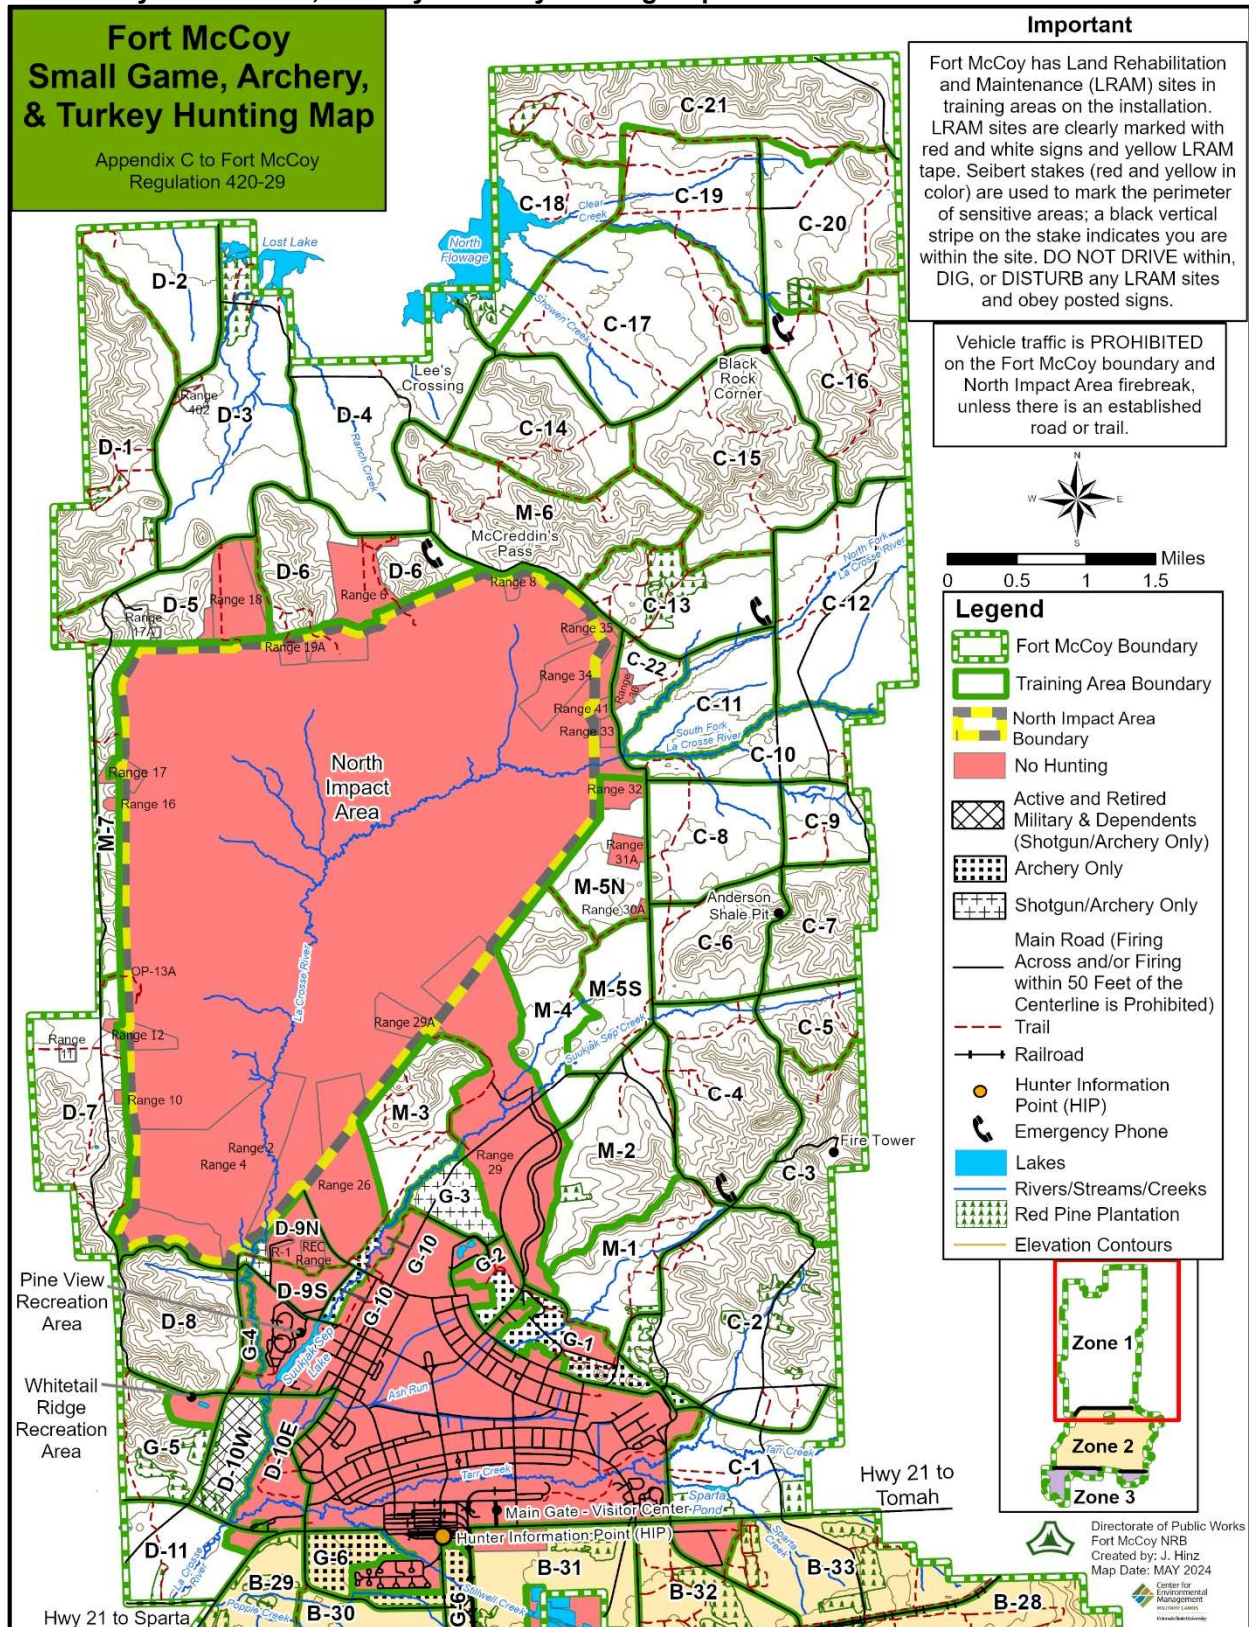 Fort McCoy
Small Game, Archery,
& Turkey Hunting Map
Appendix C to Fort McCoy
Regulation 420-29
Important
Fort McCoy has Land Rehabilitation
and Maintenance (LRAM) sites in
training areas on the installation.
LRAM sites are clearly marked with
red and white signs and yellow LRAM
tape. Seibert stakes (red and yellow in
color) are used to mark the perimeter
of sensitive areas; a black vertical
stripe on the stake indicates you are
within the site. DO NOT DRIVE within,
DIG, or DISTURB any LRAM sites
and obey posted signs.
Vehicle traffic is PROHIBITED
on the Fort McCoy boundary and
North Impact Area firebreak,
unless there is an established
road or trail.
N
W
E
S
Miles
0
0.5
1
1.5
Legend
Fort McCoy Boundary
Training Area Boundary
North Impact Area
Boundary
No Hunting
Active and Retired
Military & Dependents
(Shotgun/Archery Only)
Archery Only
Shotgun/Archery Only
Main Road (Firing
Across and/or Firing
within 50 Feet of the
Centerline is Prohibited)
Trail
Railroad
Hunter Information
Point (HIP)
Emergency Phone
Lakes
Rivers/Streams/Creeks
Red Pine Plantation
Elevation Contours
Zone 1
Zone 2
Zone 3
Directorate of Public Works
Fort McCoy NRB
Created by: J. Hinz
Map Date: MAY 2024
Center for
Environmental
Management
MILITARY LANDS
Colorado State University
C-21
C-18
Clear
Creek
C-19
C-20
Lost Lake
North
Flowage
D-2
Showen Creek
C-17
Lee's
Crossing
Black
Rock
Corner
C-16
Range
402
D-3
D-4
Ranch Creek
D-1
C-14
C-15
M-6
McCreddin's
Pass
North Fork
La Crosse River
D-6
D-6
Range 8
D-5
Range 18
Range 6
Range
17A
C-13
C-12
Range 19A
Range 35
C-22
Range 34
Range
36
C-11
Range 41
Range 33
South Fork
La Crosse River
C-10
North
Impact
Area
Range 17
Range 16
M-7
Range 32
C-8
C-9
Range
31A
M-5N
Range 30A
Anderson
Shale Pit
C-7
C-6
La Crosse River
OP-13A
M-5S
M-4
Range 29A
Suukjak Sep Creek
C-5
Range
11
Range 12
Range 10
D-7
M-3
C-4
Range 2
Range 4
Range
29
M-2
Fire Tower
C-3
Range 26
G-3
D-9N
R-1
REC
Range
G-10
G-2
M-1
Pine View
Recreation
Area
D-9S
G-10
D-8
G-4
Suukjak Sep
Lake
G-1
C-2
Whitetail
Ridge
Recreation
Area
Ash Run
G-5
D-10W
D-10E
Tarr Creek
Tarr Creek
C-1
Hwy 21 to
Tomah
Sparta
Pond
Main Gate - Visitor Center
Hunter Information Point (HIP)
Sparta
Creek
D-11
La Crosse
River
G-6
B-31
B-33
B-29
B-32
G-6
Stillwell Creek
B-28
Hwy 21 to Sparta
Popple Creek
B-30